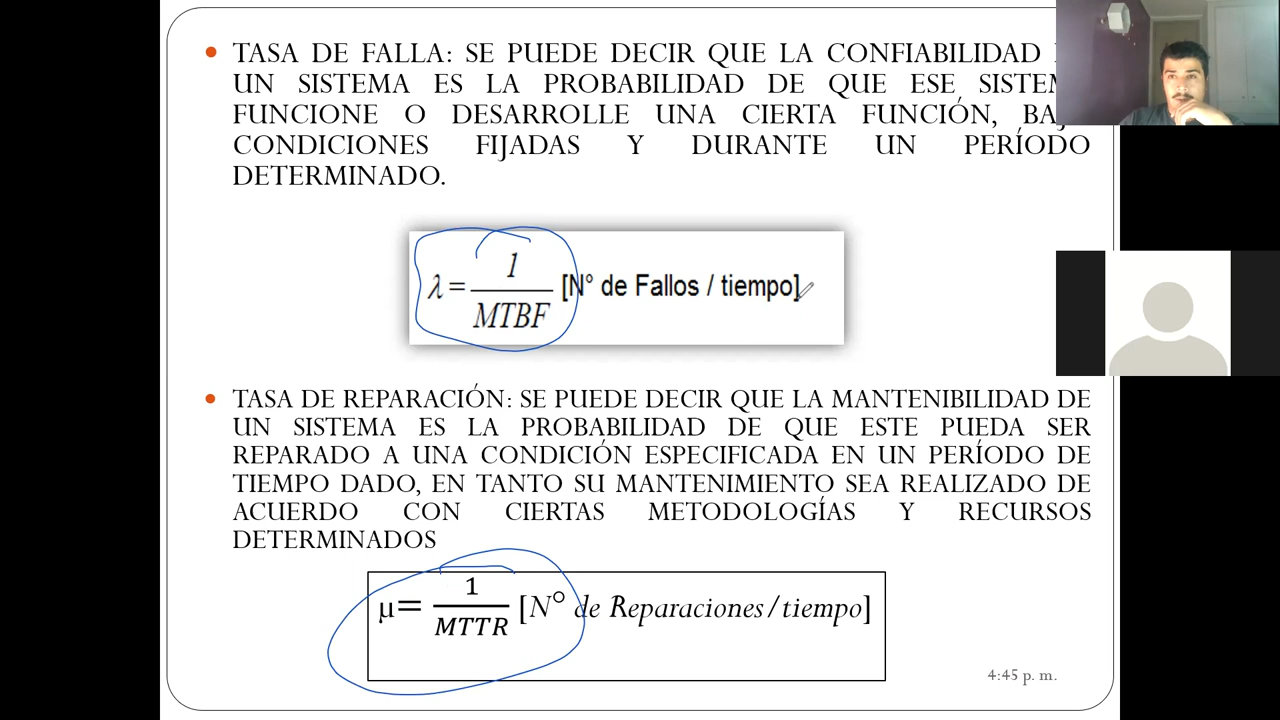 TASA DE FALLA: SE PUEDE DECIR QUE LA CONFIABILIDAD
UN SISTEMA ES LA PROBABILIDAD DE QUE ESE SISTEM
FUNCIONE O DESARROLLE UNA CIERTA FUNCIÓN, BAJ
CONDICIONES FIJADAS Y DURANTE UN PERÍODO
DETERMINADO.
λ = 1 / MTBF [N° de Fallos / tiempo]
TASA DE REPARACIÓN: SE PUEDE DECIR QUE LA MANTENIBILIDAD DE
UN SISTEMA ES LA PROBABILIDAD DE QUE ESTE PUEDA SER
REPARADO A UNA CONDICIÓN ESPECIFICADA EN UN PERÍODO DE
TIEMPO DADO, EN TANTO SU MANTENIMIENTO SEA REALIZADO DE
ACUERDO CON CIERTAS METODOLOGÍAS Y RECURSOS
DETERMINADOS
μ= 1 / MTTR [N° de Reparaciones/tiempo]
4:45 p. m.